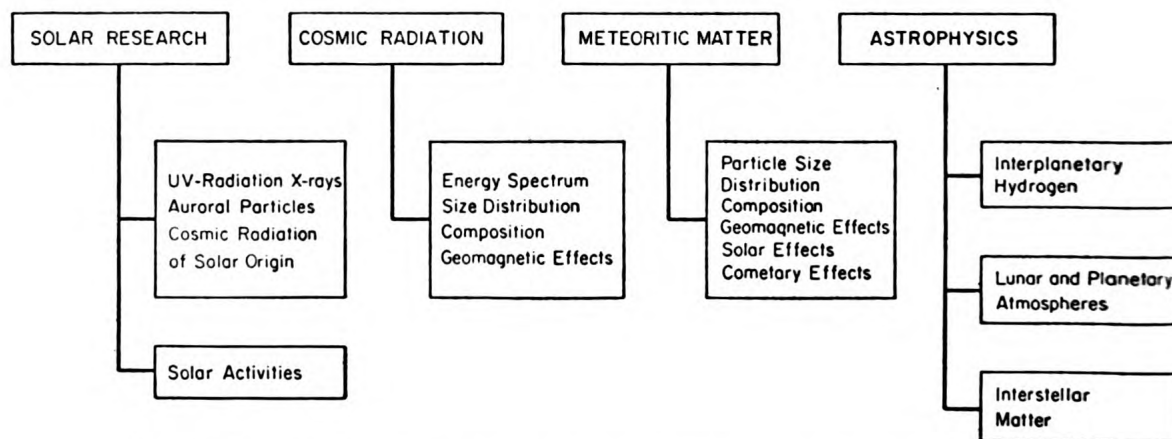 SOLAR RESEARCH
UV-Radiation X-rays
Auroral Particles
Cosmic Radiation
of Solar Origin
Solar Activities
COSMIC RADIATION
Energy Spectrum
Size Distribution
Composition
Geomagnetic Effects
METEORITIC MATTER
Particle Size
Distribution
Composition
Geomagnetic Effects
Solar Effects
Cometary Effects
ASTROPHYSICS
Interplanetary
Hydrogen
Lunar and Planetary
Atmospheres
Interstellar
Matter